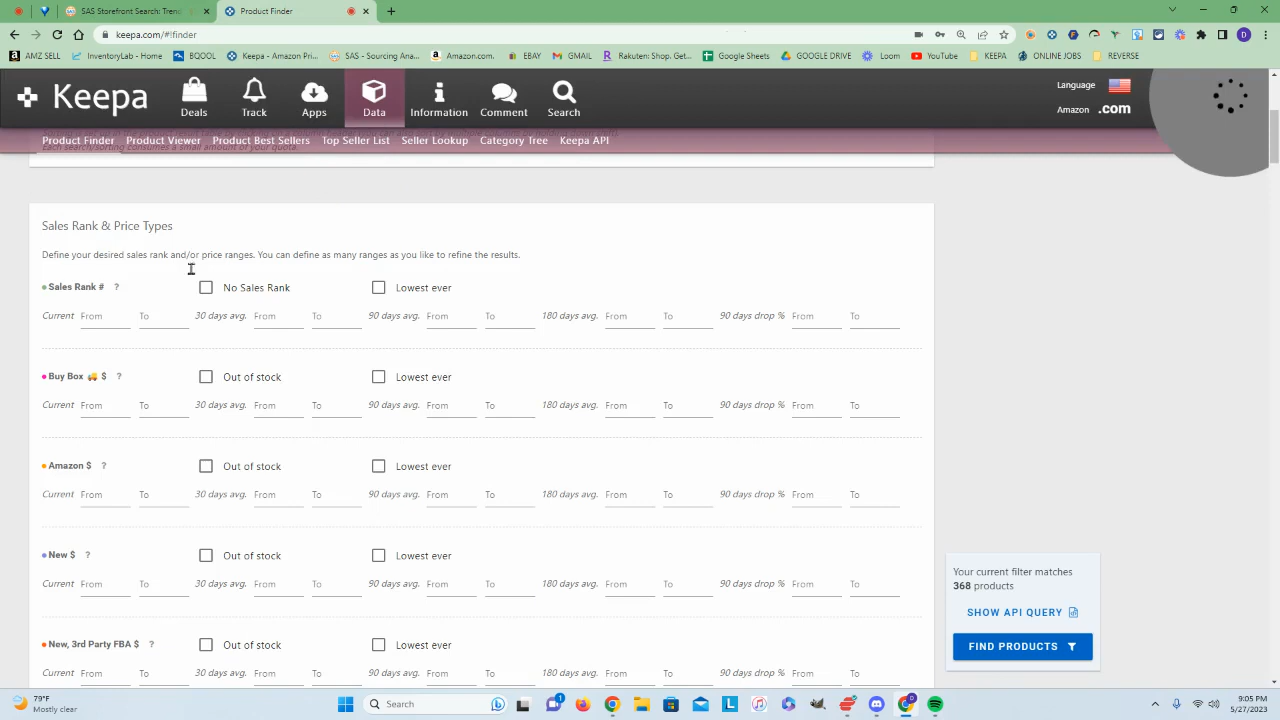 SAS Storefront Search: T
Product Finder
keepa.com/#!finder
AMZ SELL
InventoryLab - Home
BQOOL
Keepa - Amazon P...
SAS - Sourcing Ana...
Amazon.com.
EBAY
GMAIL
Rakuten: Shop. Get...
Google Sheets
GOOGLE DRIVE
Loom
YouTube
KEEPA
ONLINE JOBS
REVERSE
Keepa
Deals
Track
Apps
Data
Information
Comment
Search
Language
Amazon .com
Product Finder
Product Viewer
Product Best Sellers
Top Seller List
Seller Lookup
Category Tree
Keepa API
Each search/sorting consumes a small amount of your quota.
Sales Rank & Price Types
Define your desired sales rank and/or price ranges. You can define as many ranges as you like to refine the results.
Sales Rank # ? No Sales Rank Lowest ever
Current From To 30 days avg. From To 90 days avg. From To 180 days avg. From To 90 days drop % From To
Buy Box 🚚 $ ? Out of stock Lowest ever
Current From To 30 days avg. From To 90 days avg. From To 180 days avg. From To 90 days drop % From To
Amazon $ ? Out of stock Lowest ever
Current From To 30 days avg. From To 90 days avg. From To 180 days avg. From To 90 days drop % From To
New $ ? Out of stock Lowest ever
Current From To 30 days avg. From To 90 days avg. From To 180 days avg. From To 90 days drop % From To
New, 3rd Party FBA $ ? Out of stock Lowest ever
Current From To 30 days avg. From To 90 days avg. From To 180 days avg. From To 90 days drop % From To
Your current filter matches
368 products
SHOW API QUERY
FIND PRODUCTS
79°F
Mostly clear
Search
9:05 PM
5/27/2023